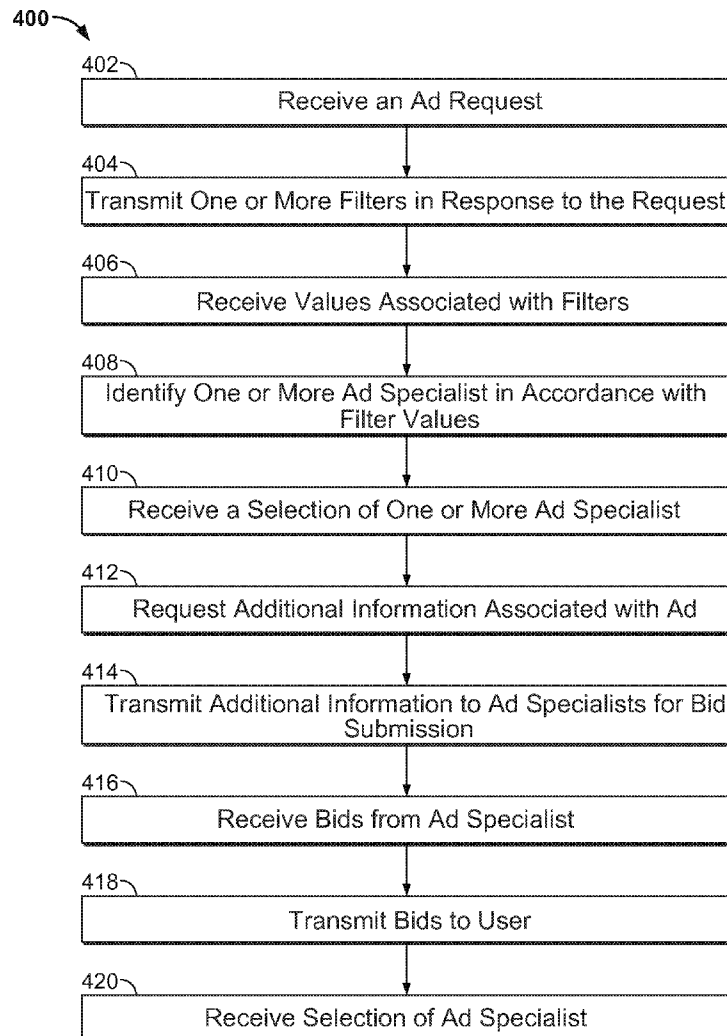 400
402
Receive an Ad Request
404
Transmit One or More Filters in Response to the Request
406
Receive Values Associated with Filters
408
Identify One or More Ad Specialist in Accordance with
Filter Values
410
Receive a Selection of One or More Ad Specialist
412
Request Additional Information Associated with Ad
414
Transmit Additional Information to Ad Specialists for Bid
Submission
416
Receive Bids from Ad Specialist
418
Transmit Bids to User
420
Receive Selection of Ad Specialist